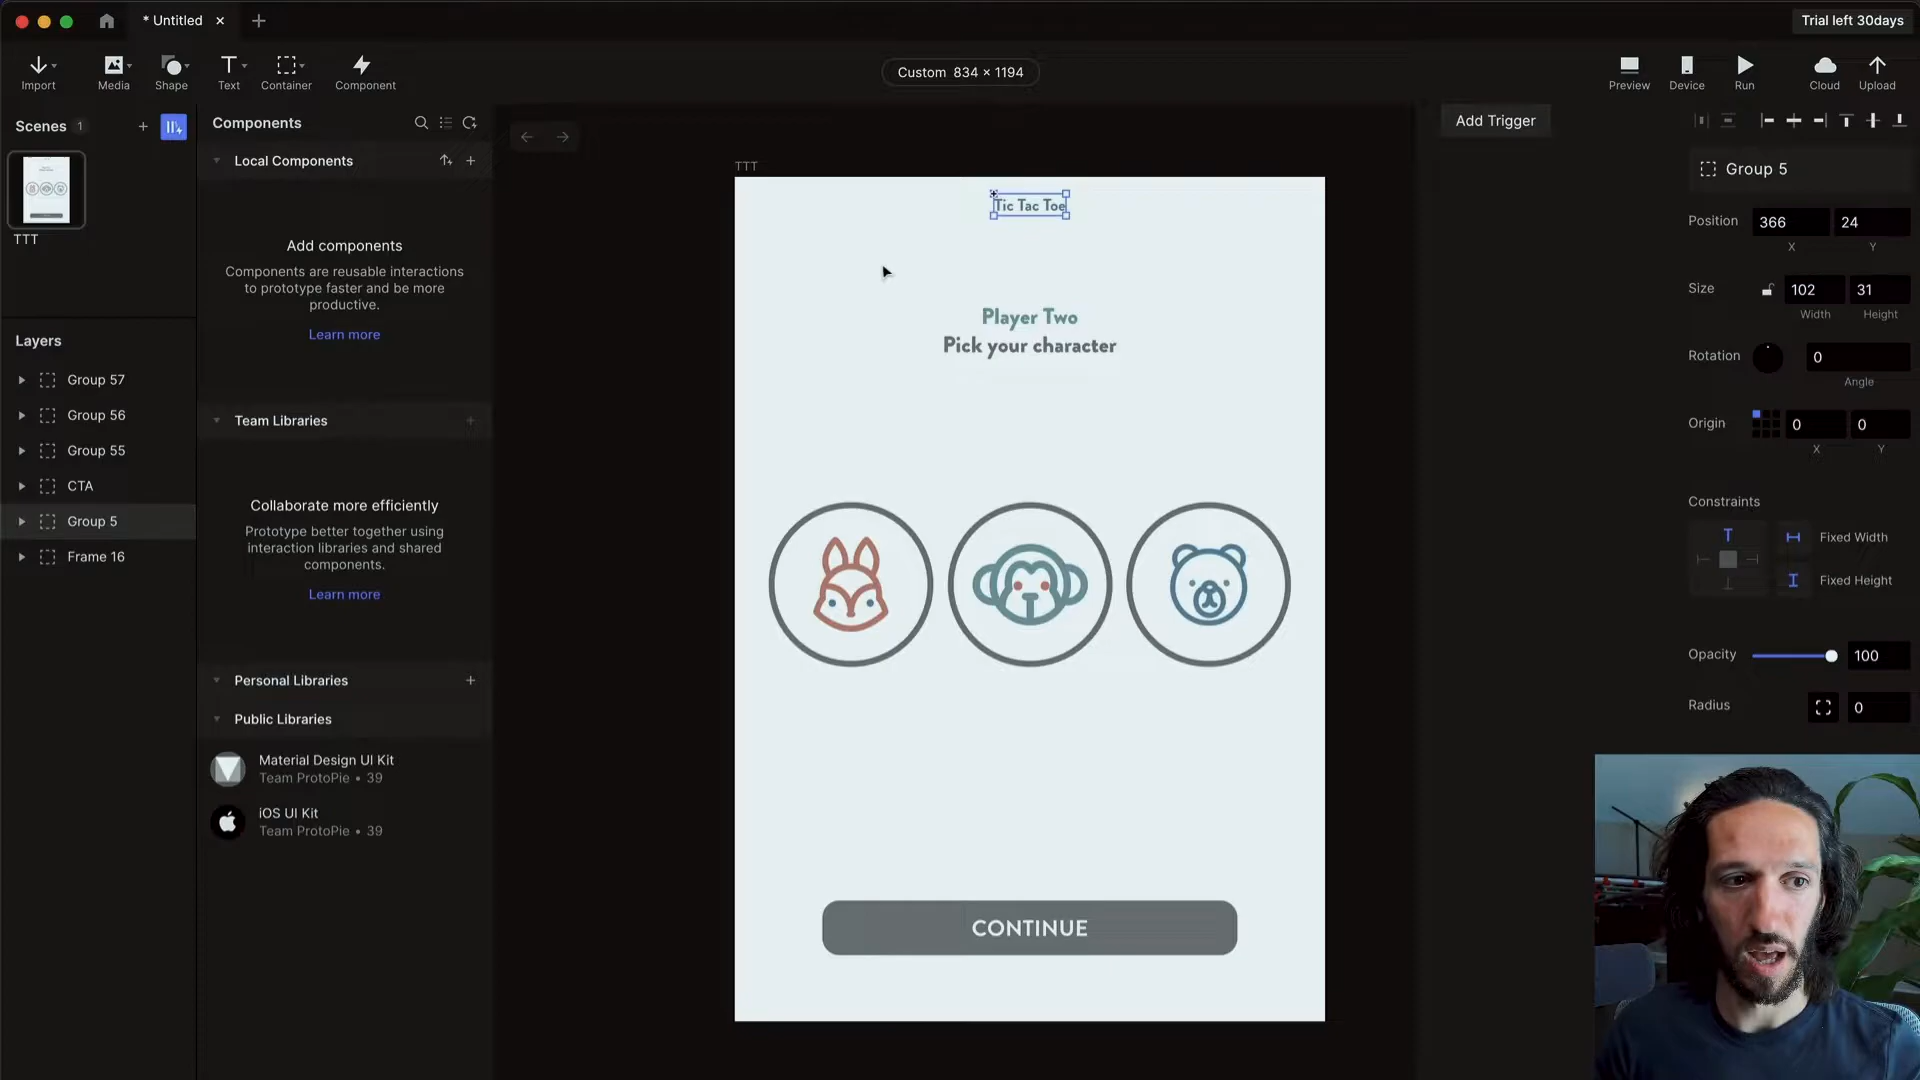 * Untitled
Trial left 30days
Import
Media
Shape
Text
Container
Component
Custom 834 × 1194
Preview
Device
Run
Cloud
Upload
Scenes 1
TTT
Layers
Group 57
Group 56
Group 55
CTA
Group 5
Frame 16
Components
Local Components
Add components
Components are reusable interactions
to prototype faster and be more
productive.
Learn more
Team Libraries
Collaborate more efficiently
Prototype better together using
interaction libraries and shared
components.
Learn more
Personal Libraries
Public Libraries
Material Design UI Kit
Team ProtoPie • 39
iOS UI Kit
Team ProtoPie • 39
TTT
Tic Tac Toe
Player Two
Pick your character
CONTINUE
Add Trigger
Group 5
Position 366 24
X Y
Size 102 31
Width Height
Rotation 0
Angle
Origin 0 0
X Y
Constraints
Fixed Width
Fixed Height
Opacity 100
Radius 0